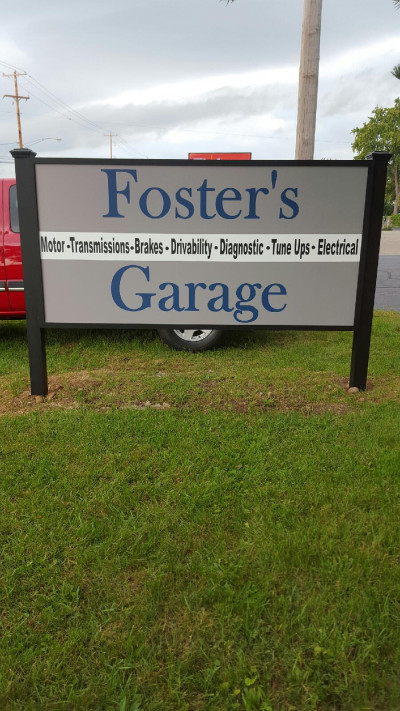 Foster's
Motor -Transmissions- Brakes - Drivability - Diagnostic - Tune Ups - Electrical
Garage